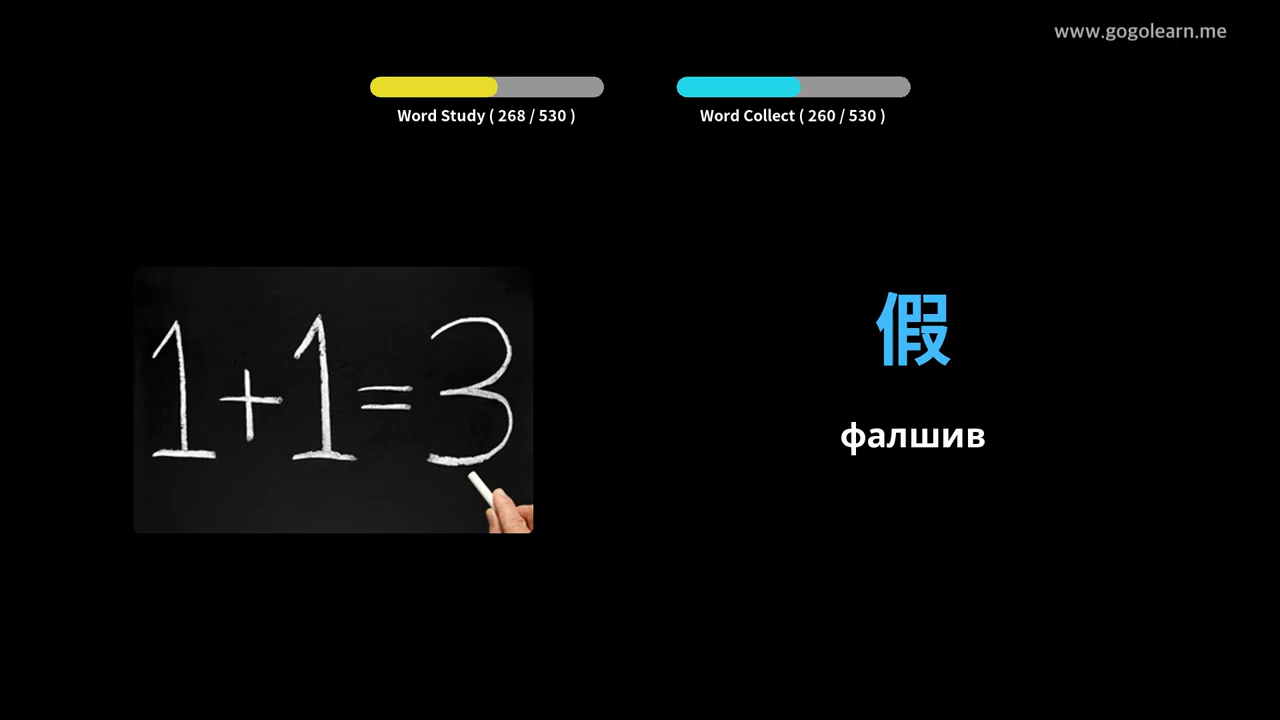 www.gogolearn.me
Word Study ( 268 / 530 )
Word Collect ( 260 / 530 )
1+1=3
假
фалшив